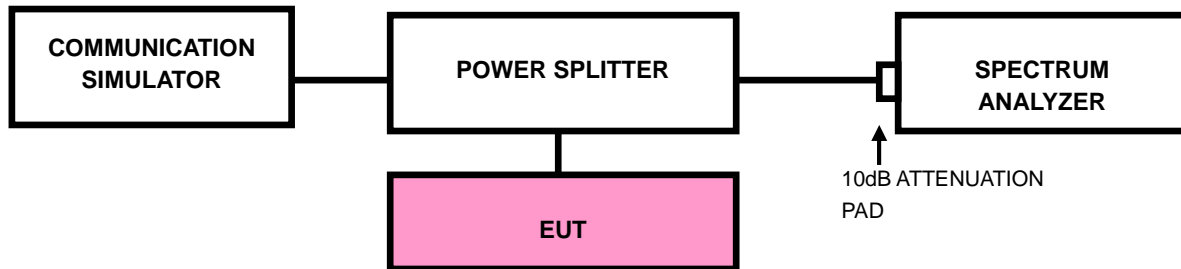 COMMUNICATION
SIMULATOR
POWER SPLITTER
SPECTRUM
ANALYZER
10dB ATTENUATION
PAD
EUT